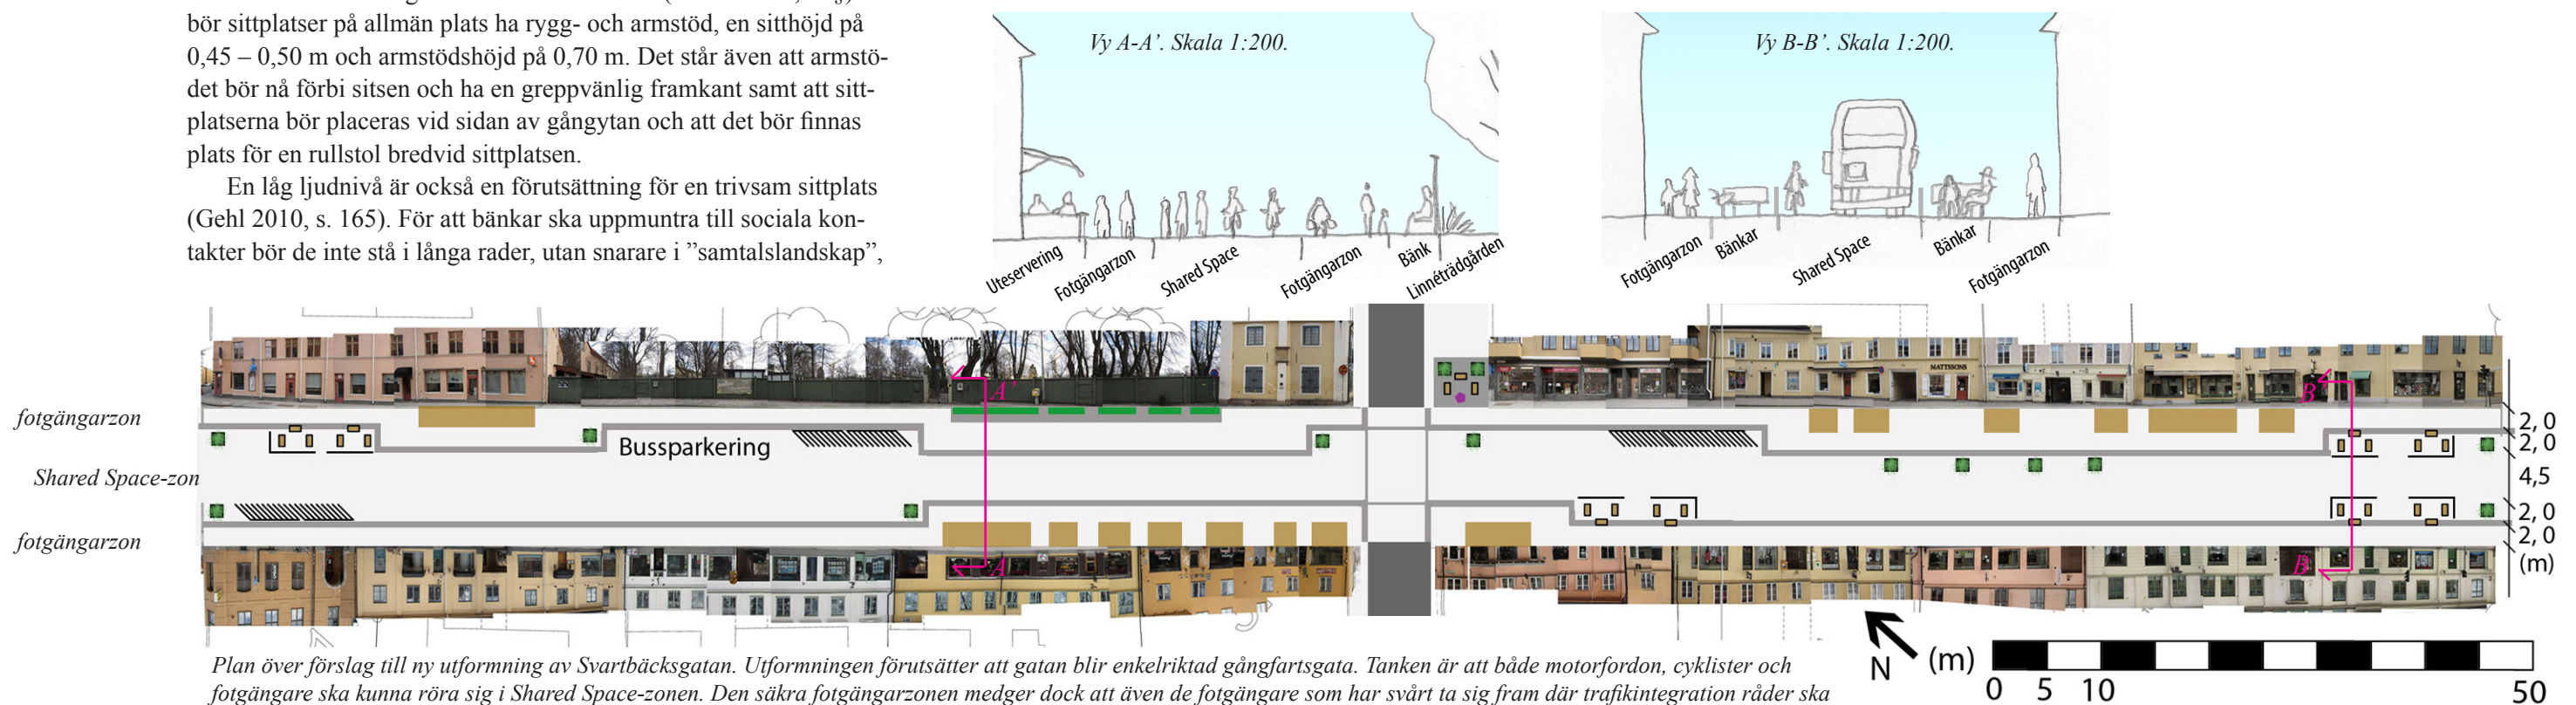 bör sittplatser på allmän plats ha rygg- och armstöd, en sitthöjd på
0,45 – 0,50 m och armstödshöjd på 0,70 m. Det står även att armstö-
det bör nå förbi sitsen och ha en greppvänlig framkant samt att sitt-
platserna bör placeras vid sidan av gångytan och att det bör finnas
plats för en rullstol bredvid sittplatsen.
En låg ljudnivå är också en förutsättning för en trivsam sittplats
(Gehl 2010, s. 165). För att bänkar ska uppmuntra till sociala kon-
takter bör de inte stå i långa rader, utan snarare i ”samtalslandskap”,
Vy A-A’. Skala 1:200.
Uteservering
Fotgängarzon
Shared Space
Fotgängarzon
Bänk
Linnéträdgården
Vy B-B’. Skala 1:200.
Fotgängarzon
Bänkar
Shared Space
Bänkar
Fotgängarzon
fotgängarzon
Shared Space-zon
fotgängarzon
Bussparkering
A’
A
B
B
MATTSSONS
2, 0
2, 0
4,5
2, 0
2, 0
(m)
N
(m)
0 5 10 50
Plan över förslag till ny utformning av Svartbäcksgatan. Utformningen förutsätter att gatan blir enkelriktad gångfartsgata. Tanken är att både motorfordon, cyklister och
fotgängare ska kunna röra sig i Shared Space-zonen. Den säkra fotgängarzonen medger dock att även de fotgängare som har svårt ta sig fram där trafikintegration råder ska